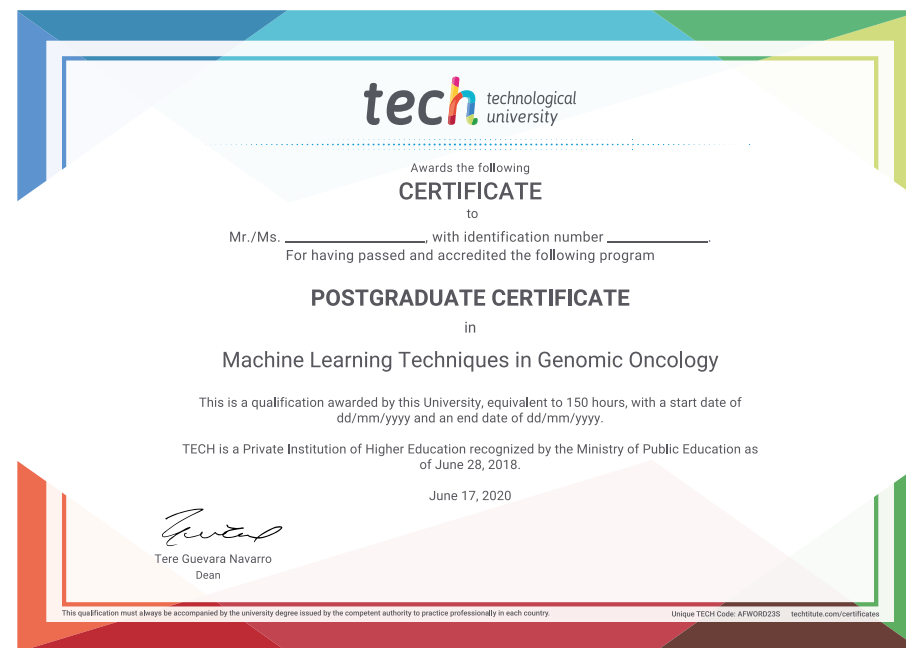 tech technological
university
Awards the following
CERTIFICATE
to
Mr./Ms. ____________________, with identification number ______________.
For having passed and accredited the following program
POSTGRADUATE CERTIFICATE
in
Machine Learning Techniques in Genomic Oncology
This is a qualification awarded by this University, equivalent to 150 hours, with a start date of
dd/mm/yyyy and an end date of dd/mm/yyyy.
TECH is a Private Institution of Higher Education recognized by the Ministry of Public Education as
of June 28, 2018.
June 17, 2020
Tere Guevara Navarro
Dean
This qualification must always be accompanied by the university degree issued by the competent authority to practice professionally in each country.
Unique TECH Code: AFWORD23S techtitute.com/certificates